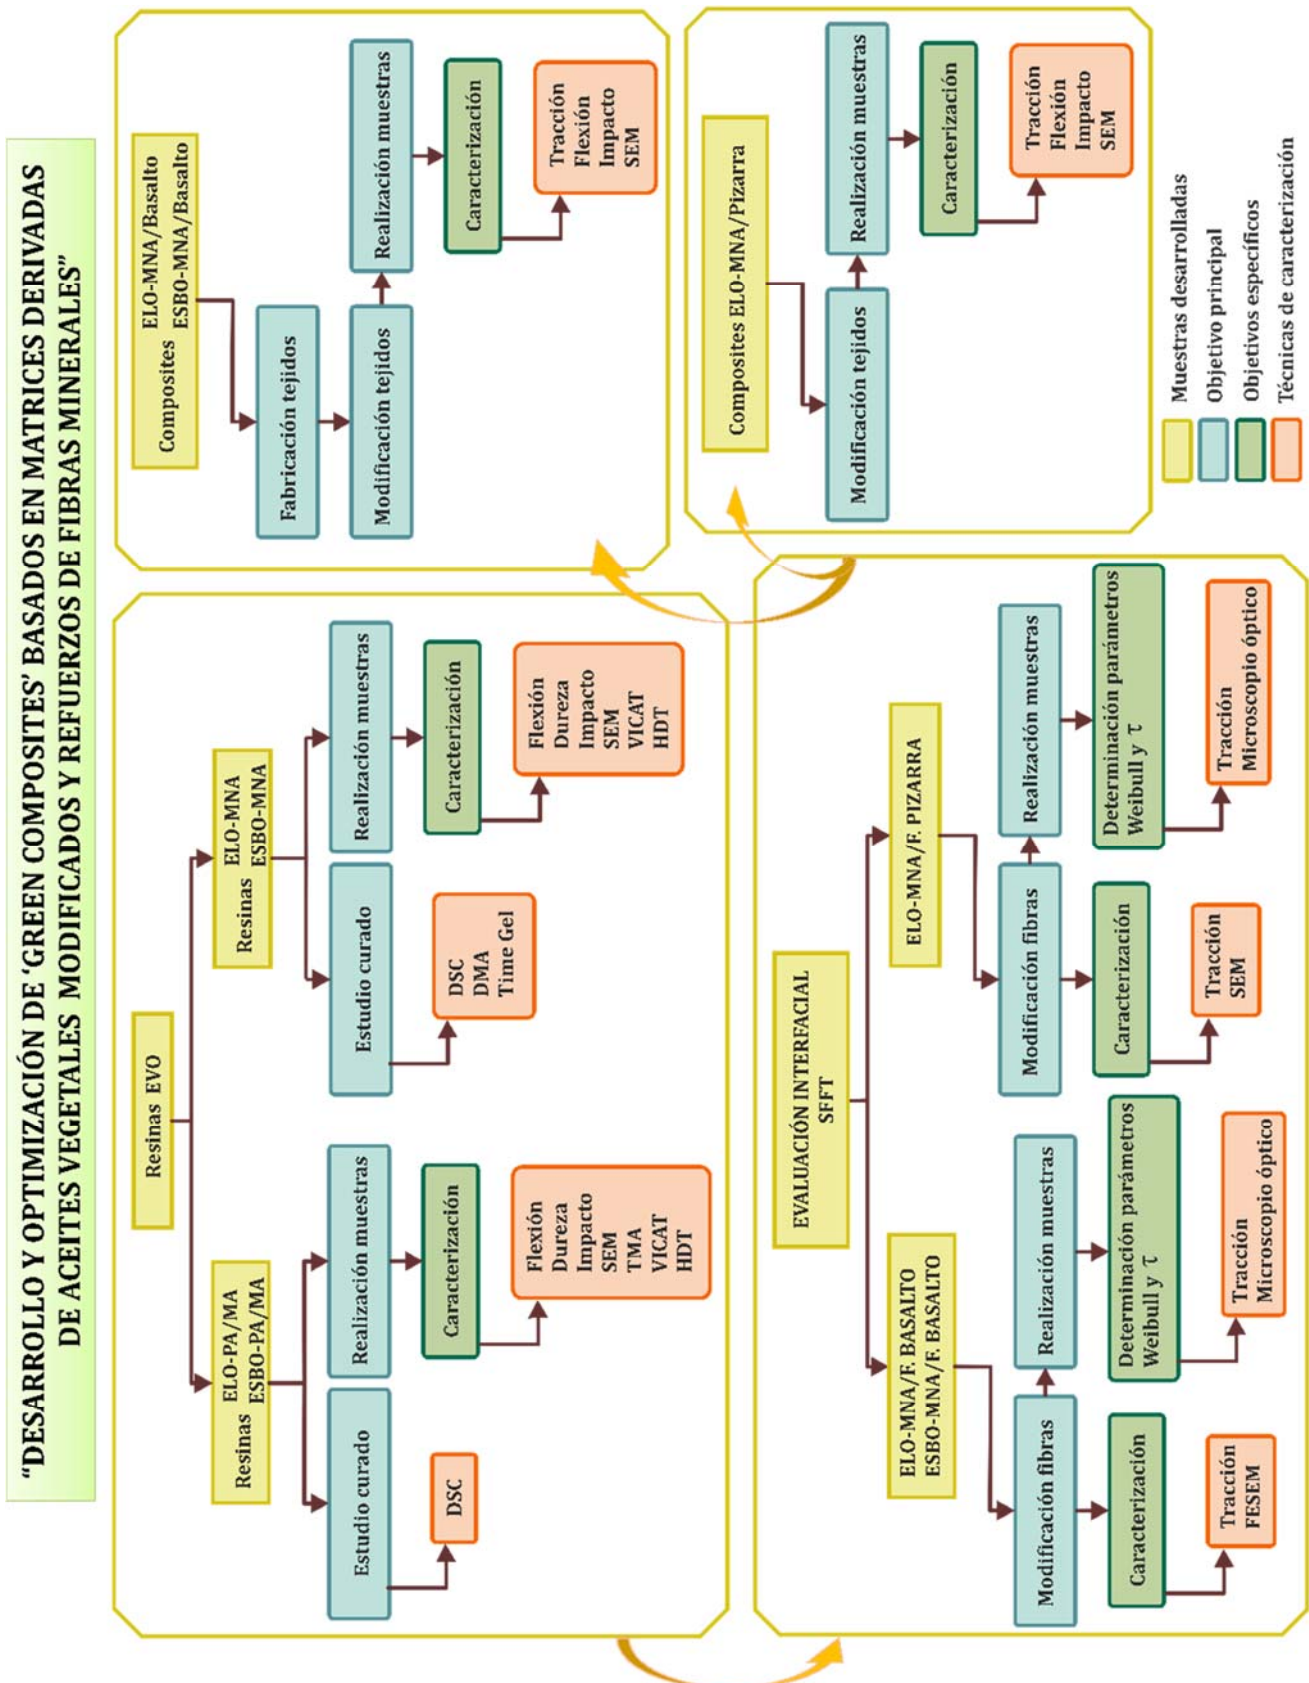 “DESARROLLO Y OPTIMIZACIÓN DE ‘GREEN COMPOSITES’ BASADOS EN MATRICES DERIVADAS
DE ACEITES VEGETALES MODIFICADOS Y REFUERZOS DE FIBRAS MINERALES”
Resinas EVO
Resinas ELO-PA/MA
ESBO-PA/MA
Estudio curado
DSC
Realización muestras
Caracterización
Flexión
Dureza
Impacto
SEM
TMA
VICAT
HDT
Resinas ELO-MNA
ESBO-MNA
Estudio curado
DSC
DMA
Time Gel
Realización muestras
Caracterización
Flexión
Dureza
Impacto
SEM
VICAT
HDT
Composites ELO-MNA/Basalto
ESBO-MNA/Basalto
Fabricación tejidos
Modificación tejidos
Realización muestras
Caracterización
Tracción
Flexión
Impacto
SEM
EVALUACIÓN INTERFACIAL
SFFT
ELO-MNA/F. BASALTO
ESBO-MNA/F. BASALTO
Modificación fibras
Realización muestras
Caracterización
Tracción
FESEM
Determinación parámetros
Weibull y τ
Tracción
Microscopio óptico
ELO-MNA/F. PIZARRA
Modificación fibras
Realización muestras
Caracterización
Tracción
SEM
Determinación parámetros
Weibull y τ
Tracción
Microscopio óptico
Composites ELO-MNA/Pizarra
Modificación tejidos
Realización muestras
Caracterización
Tracción
Flexión
Impacto
SEM
Muestras desarrolladas
Objetivo principal
Objetivos específicos
Técnicas de caracterización